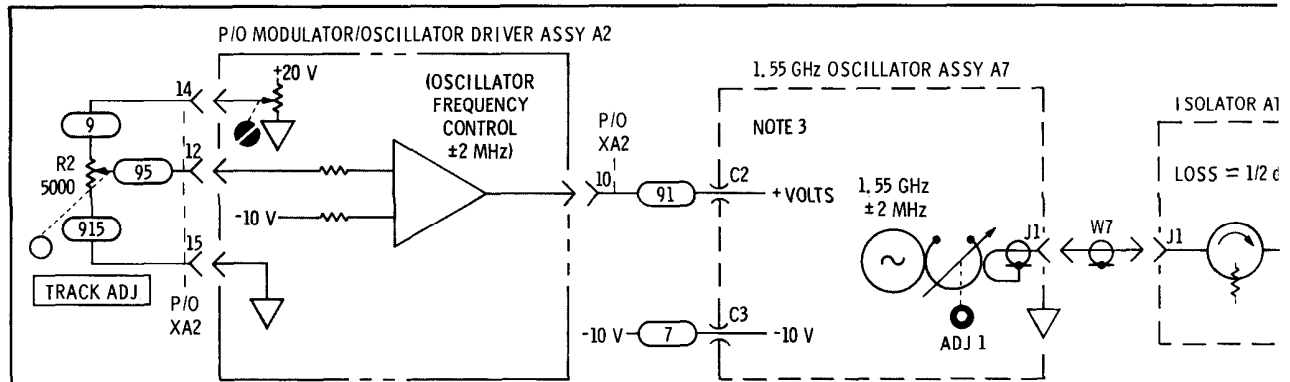 P/O MODULATOR/OSCILLATOR DRIVER ASSY A2
+20 V
14
9
12
R2
5000
95
915
15
TRACK ADJ
P/O
XA2
-10 V
(OSCILLATOR
FREQUENCY
CONTROL
±2 MHz)
P/O
XA2
10
91
1.55 GHz OSCILLATOR ASSY A7
NOTE 3
C2
+VOLTS
1.55 GHz
±2 MHz
-10 V
7
C3
-10 V
ADJ 1
J1
W7
J1
ISOLATOR A1
LOSS = 1/2 d